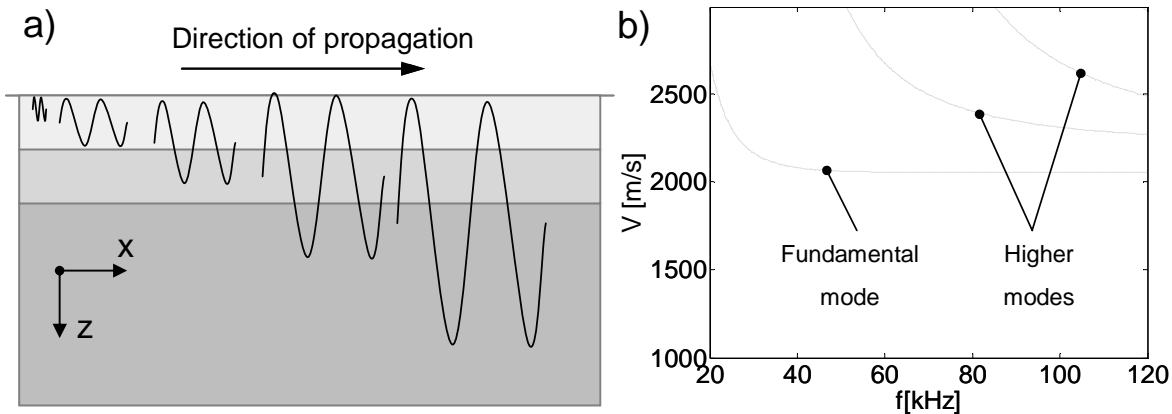 a)
Direction of propagation
x
z
b)
V [m/s]
2500
2000
1500
1000
Fundamental
mode
Higher
modes
20
40
60
80
100
120
f[kHz]